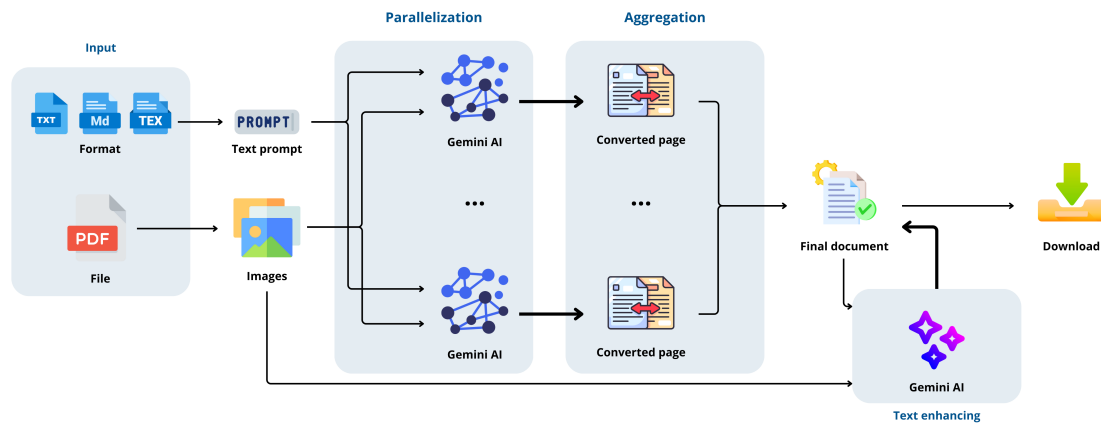 Parallelization
Aggregation
Input
TXT
Md
TEX
Format
PROMPT
Text prompt
Gemini AI
Converted page
...
...
PDF
File
Images
Final document
Download
Gemini AI
Converted page
Gemini AI
Text enhancing